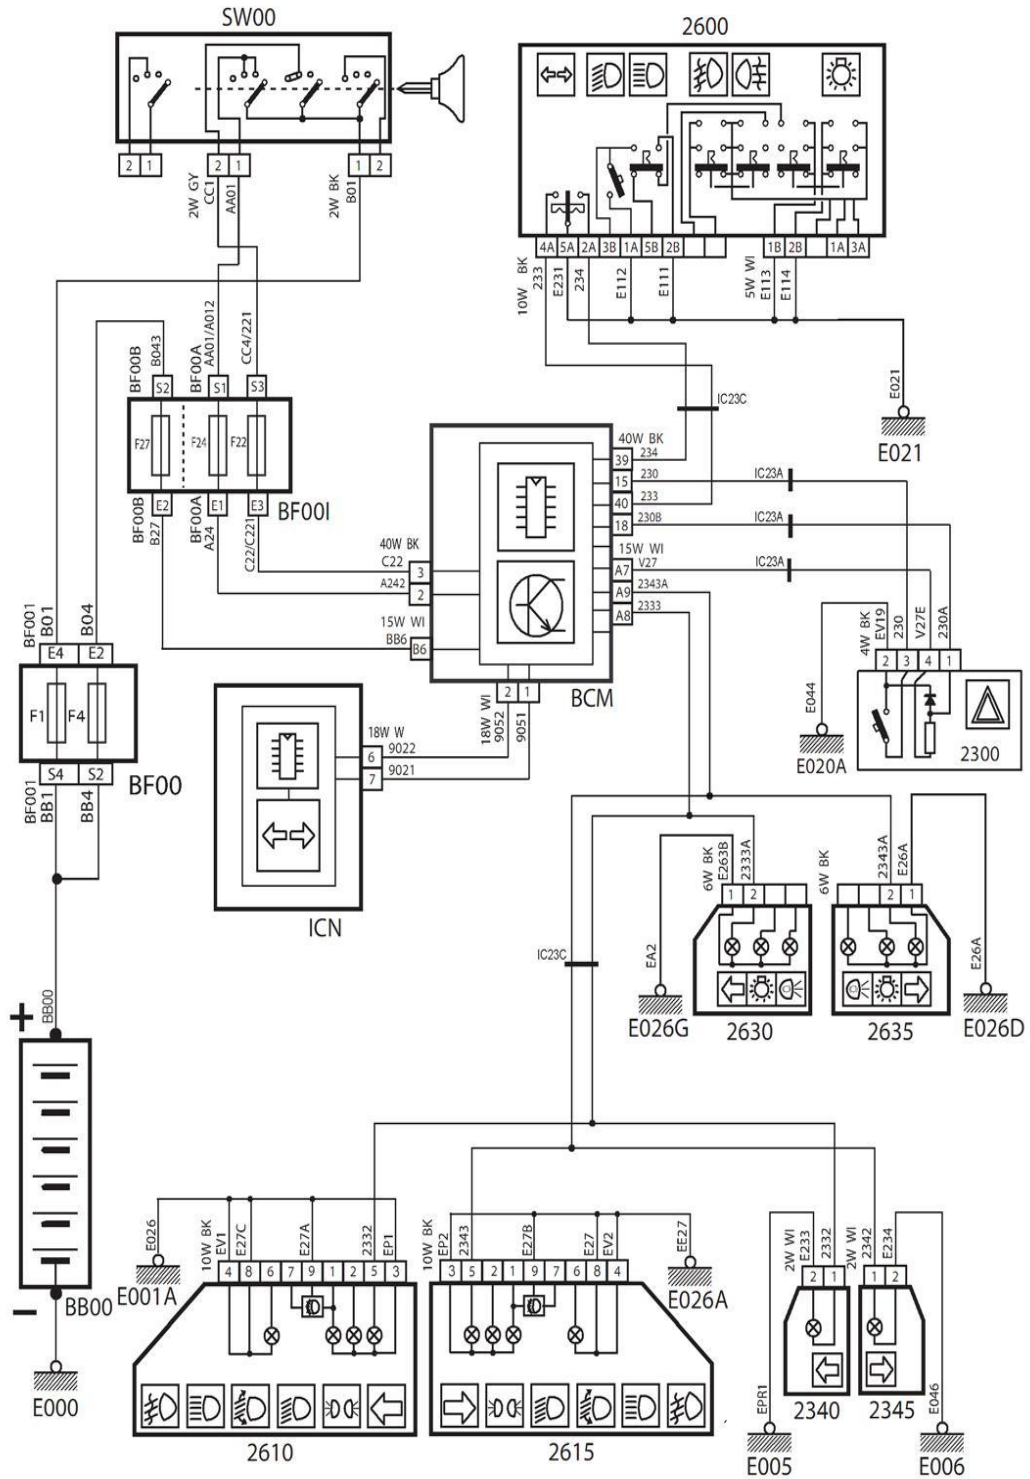 SW00
2600
2 1
2 1
1 2
2W GY
CC1
AA01
2W BK
B01
4A 5A 2A 3B 1A 5B 2B
1B 2B 1A 3A
10W BK
233
E231
234
E112
E111
5W WI
E113
E114
E021
E021
IC23C
BF00B
B043
BF00A
AA01/A012
CC4/221
S2 S1 S3
F27 F24 F22
E2 E1 E3
BF00I
BF00B
B27
BF00A
A24
C22/C221
40W BK
C22
3
A242
2
15W WI
BB6
B6
40W BK
39 234
15 230
40 233
18 230B
15W WI
A7 V27
A9 2343A
A8 2333
IC23A
IC23A
IC23A
2 1
BCM
18W WI
9052
9051
BF001
B01
B04
E4 E2
F1 F4
S4 S2
BF00
BF001
BB1
BB4
18W W
6 9022
7 9021
ICN
4W BK
EV19
230
V27E
230A
2 3 4 1
E044
E020A
2300
6W BK
E263B
2333A
1 2
6W BK
2343A
E26A
2 1
EA2
E026G
2630
2635
E26A
E026D
IC23C
+
BB00
−
BB00
E000
E026
E001A
10W BK
EV1
E27C
E27A
2332
EP1
4 8 6 7 9 1 2 5 3
2610
10W BK
EP2
2343
E27B
E27
EV2
3 5 2 1 9 7 6 8 4
EE27
E026A
2615
2W WI
E233
2332
2 1
2W WI
2342
E234
1 2
2340
2345
EPR1
E005
E046
E006